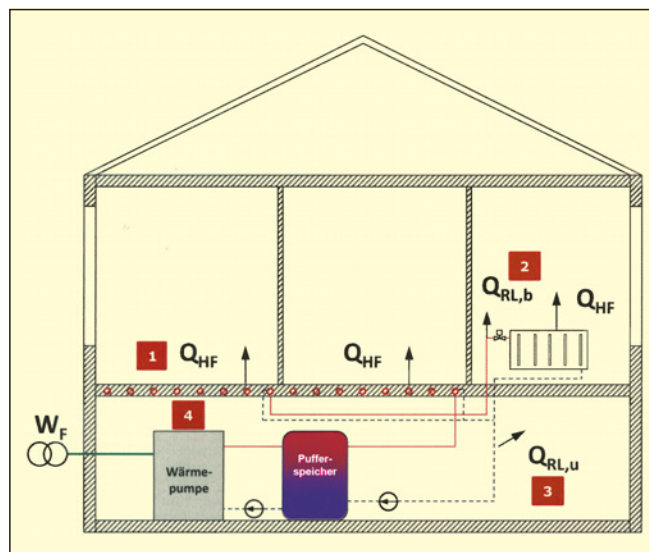 2
Q_RL,b
Q_HF
1
Q_HF
Q_HF
4
W_F
Wärme-
pumpe
Puffer-
speicher
Q_RL,u
3